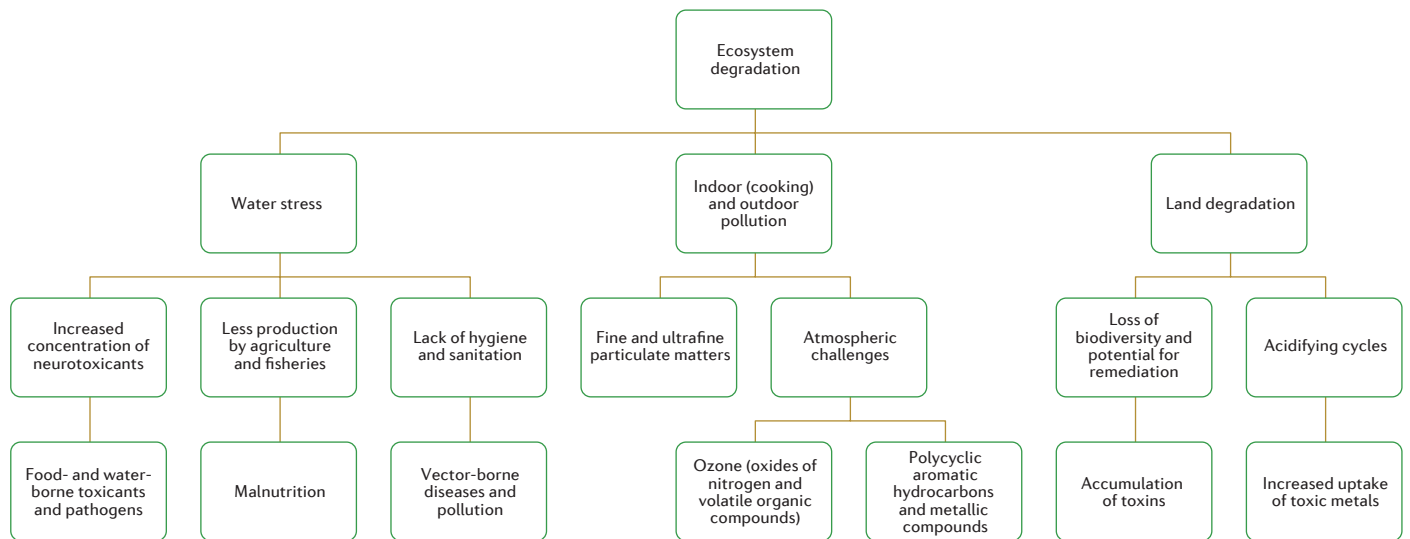 Ecosystem
degradation
Water stress
Indoor (cooking)
and outdoor
pollution
Land degradation
Increased
concentration of
neurotoxicants
Less production
by agriculture
and fisheries
Lack of hygiene
and sanitation
Fine and ultrafine
particulate matters
Atmospheric
challenges
Loss of
biodiversity and
potential for
remediation
Acidifying cycles
Food- and water-
borne toxicants
and pathogens
Malnutrition
Vector-borne
diseases and
pollution
Ozone (oxides of
nitrogen and
volatile organic
compounds)
Polycyclic
aromatic
hydrocarbons
and metallic
compounds
Accumulation
of toxins
Increased uptake
of toxic metals